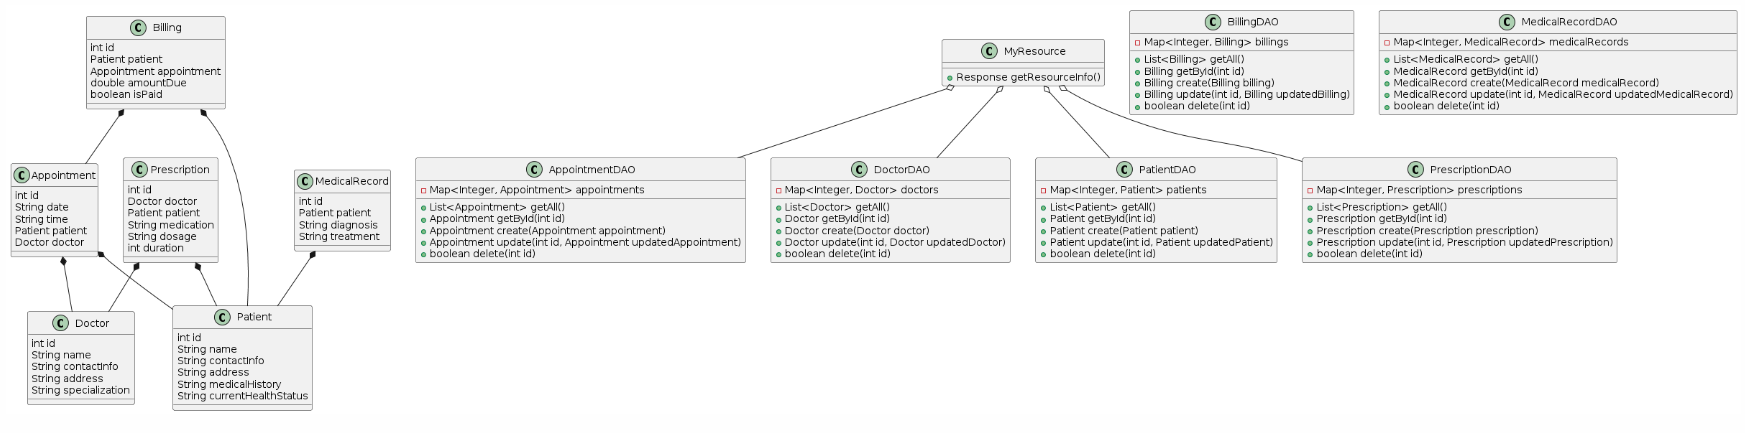 C Billing
int id
Patient patient
Appointment appointment
double amountDue
boolean isPaid
C MyResource
Response getResourceInfo()
C BillingDAO
Map<Integer, Billing> billings
List<Billing> getAll()
Billing getById(int id)
Billing create(Billing billing)
Billing update(int id, Billing updatedBilling)
boolean delete(int id)
C MedicalRecordDAO
Map<Integer, MedicalRecord> medicalRecords
List<MedicalRecord> getAll()
MedicalRecord getById(int id)
MedicalRecord create(MedicalRecord medicalRecord)
MedicalRecord update(int id, MedicalRecord updatedMedicalRecord)
boolean delete(int id)
C Appointment
int id
String date
String time
Patient patient
Doctor doctor
C Prescription
int id
Doctor doctor
Patient patient
String medication
String dosage
int duration
C MedicalRecord
int id
Patient patient
String diagnosis
String treatment
C AppointmentDAO
Map<Integer, Appointment> appointments
List<Appointment> getAll()
Appointment getById(int id)
Appointment create(Appointment appointment)
Appointment update(int id, Appointment updatedAppointment)
boolean delete(int id)
C DoctorDAO
Map<Integer, Doctor> doctors
List<Doctor> getAll()
Doctor getById(int id)
Doctor create(Doctor doctor)
Doctor update(int id, Doctor updatedDoctor)
boolean delete(int id)
C PatientDAO
Map<Integer, Patient> patients
List<Patient> getAll()
Patient getById(int id)
Patient create(Patient patient)
Patient update(int id, Patient updatedPatient)
boolean delete(int id)
C PrescriptionDAO
Map<Integer, Prescription> prescriptions
List<Prescription> getAll()
Prescription getById(int id)
Prescription create(Prescription prescription)
Prescription update(int id, Prescription updatedPrescription)
boolean delete(int id)
C Doctor
int id
String name
String contactInfo
String address
String specialization
C Patient
int id
String name
String contactInfo
String address
String medicalHistory
String currentHealthStatus